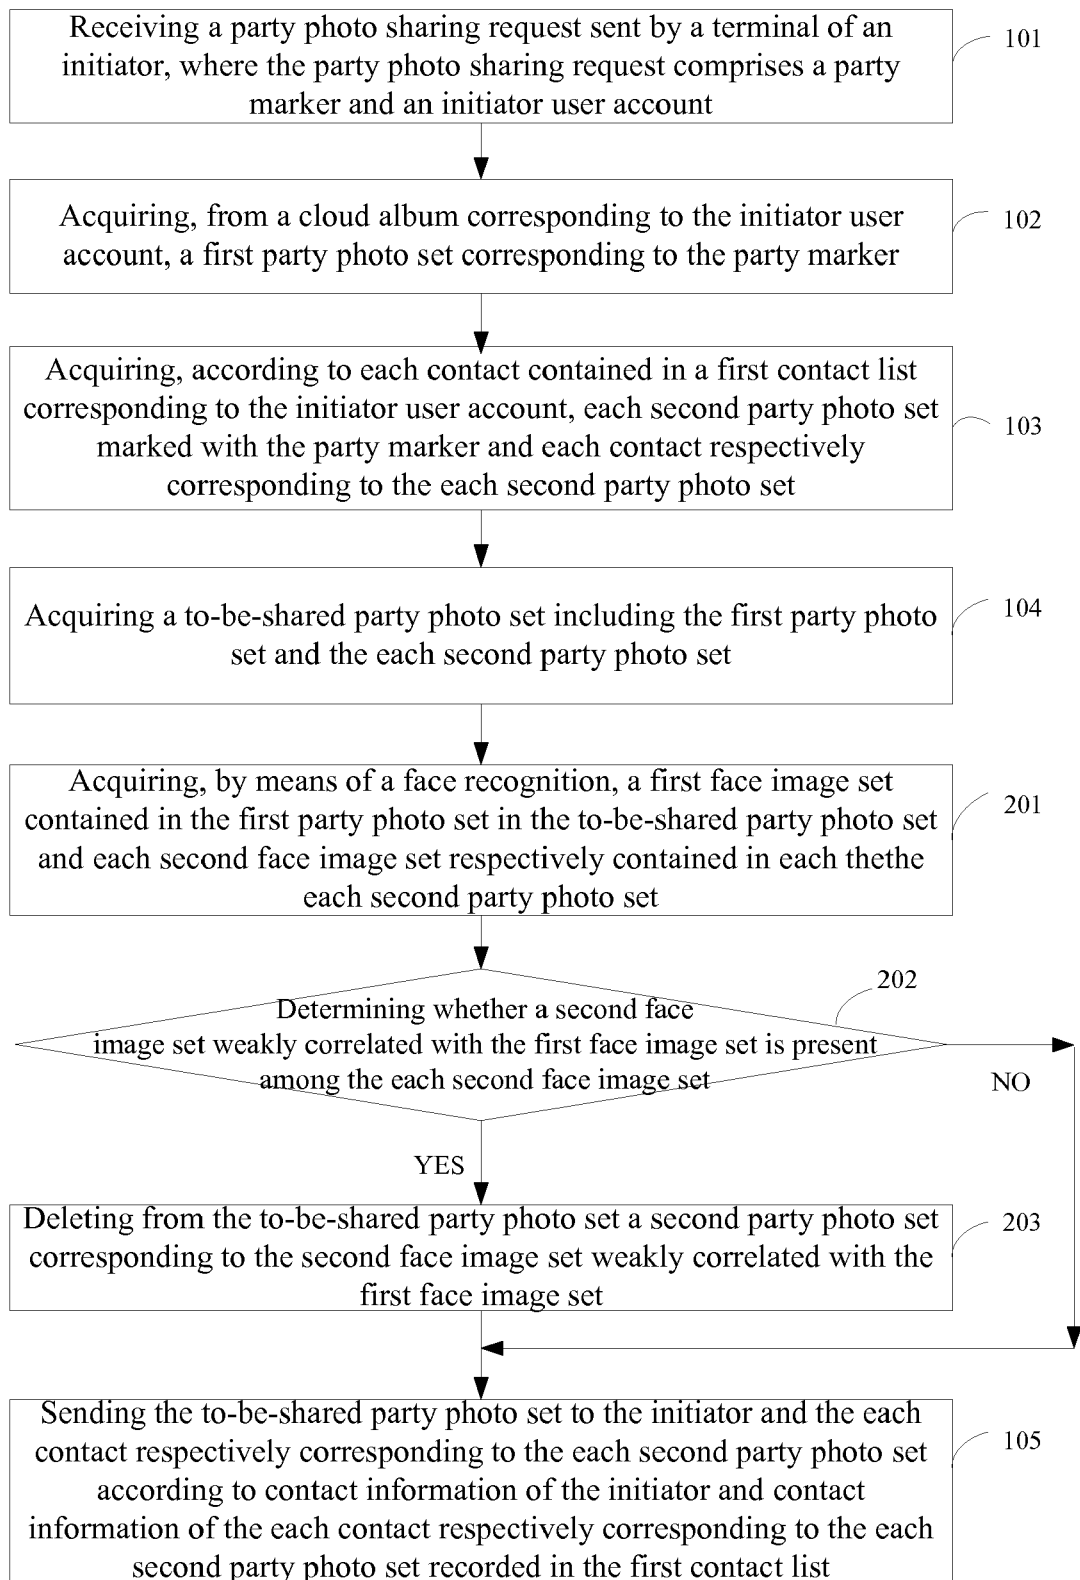 Receiving a party photo sharing request sent by a terminal of an
initiator, where the party photo sharing request comprises a party
marker and an initiator user account
101
Acquiring, from a cloud album corresponding to the initiator user
account, a first party photo set corresponding to the party marker
102
Acquiring, according to each contact contained in a first contact list
corresponding to the initiator user account, each second party photo set
marked with the party marker and each contact respectively
corresponding to the each second party photo set
103
Acquiring a to-be-shared party photo set including the first party photo
set and the each second party photo set
104
Acquiring, by means of a face recognition, a first face image set
contained in the first party photo set in the to-be-shared party photo set
and each second face image set respectively contained in each thethe
each second party photo set
201
Determining whether a second face
image set weakly correlated with the first face image set is present
among the each second face image set
202
NO
YES
Deleting from the to-be-shared party photo set a second party photo set
corresponding to the second face image set weakly correlated with the
first face image set
203
Sending the to-be-shared party photo set to the initiator and the each
contact respectively corresponding to the each second party photo set
according to contact information of the initiator and contact
information of the each contact respectively corresponding to the each
second party photo set recorded in the first contact list
105